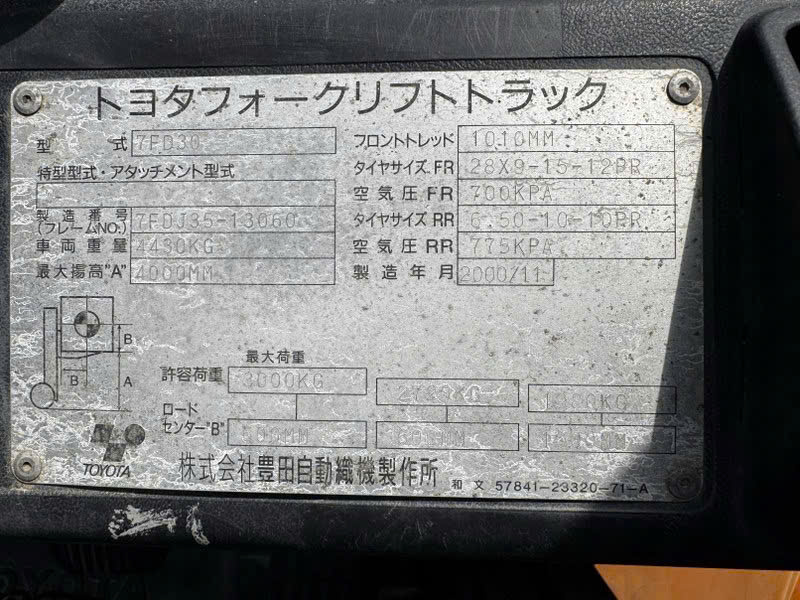 トヨタフォークリフトトラック
型 式 7FD30
特型型式・アタッチメント型式
製造番号 (フレームNO.) 7FDJ35-13060
車両重量 4430KG
最大揚高"A" 4000MM
フロントトレッド 1010MM
タイヤサイズ FR 28X9-15-12PR
空気圧 FR 700KPA
タイヤサイズ RR 6.50-10-10PR
空気圧 RR 775KPA
製造年月 2000/11
B
B
A
最大荷重
許容荷重 3000KG
ロード
センター"B"
TOYOTA
株式会社豊田自動織機製作所
和文 57841-23320-71-A